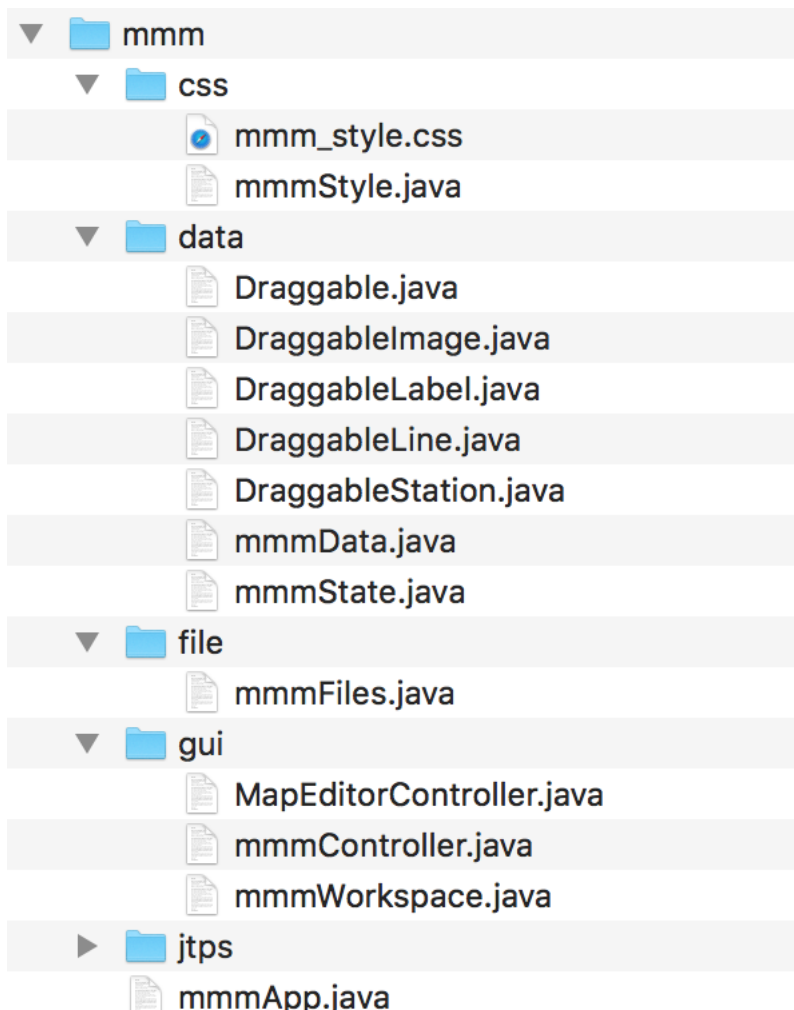 mmm
css
mmm_style.css
mmmStyle.java
data
Draggable.java
DraggableImage.java
DraggableLabel.java
DraggableLine.java
DraggableStation.java
mmmData.java
mmmState.java
file
mmmFiles.java
gui
MapEditorController.java
mmmController.java
mmmWorkspace.java
jtps
mmmApp.java